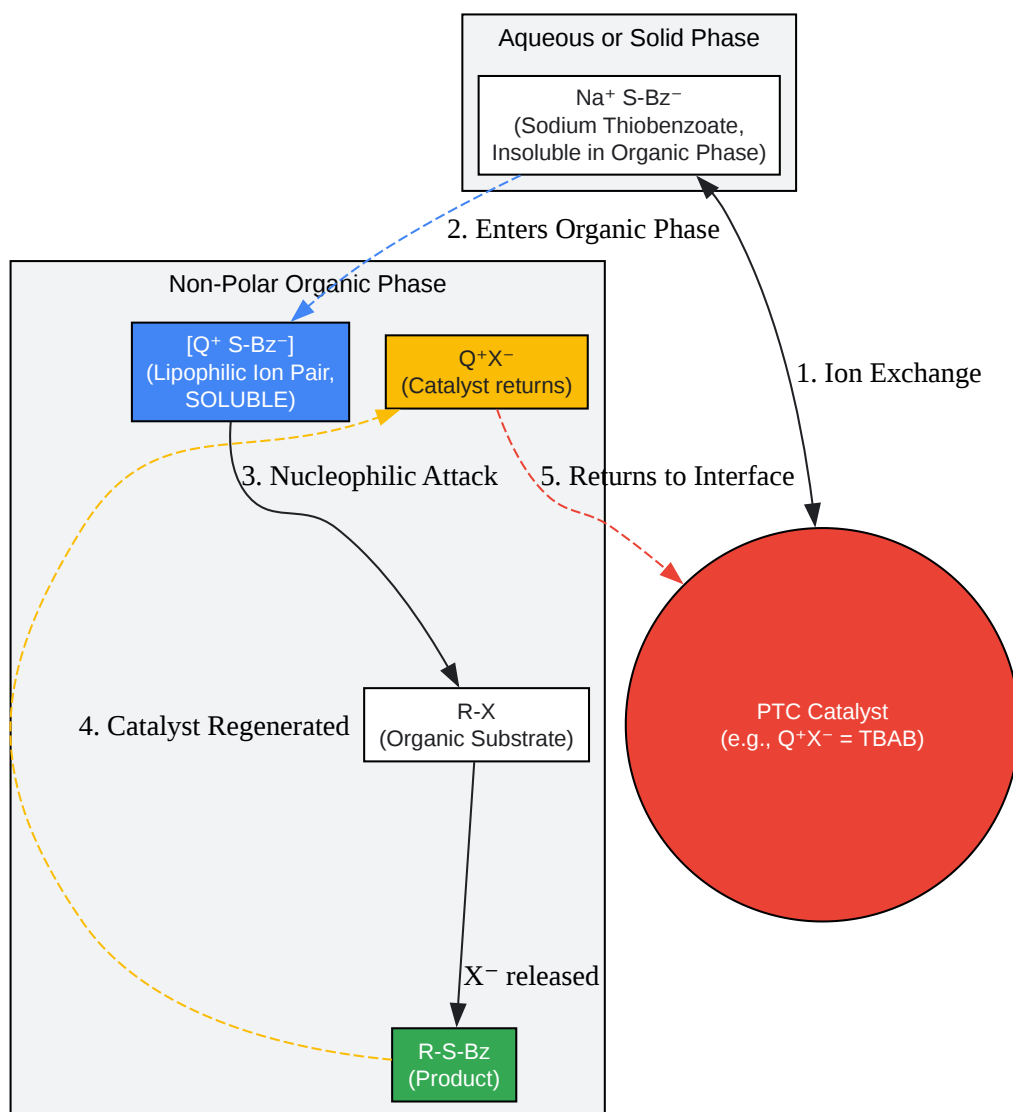 Aqueous or Solid Phase
Na⁺ S-Bz⁻
(Sodium Thiobenzoate,
Insoluble in Organic Phase)
2. Enters Organic Phase
Non-Polar Organic Phase
[Q⁺ S-Bz⁻]
(Lipophilic Ion Pair,
SOLUBLE)
Q⁺X⁻
(Catalyst returns)
1. Ion Exchange
3. Nucleophilic Attack
5. Returns to Interface
R-X
(Organic Substrate)
4. Catalyst Regenerated
PTC Catalyst
(e.g., Q⁺X⁻ = TBAB)
X⁻ released
R-S-Bz
(Product)